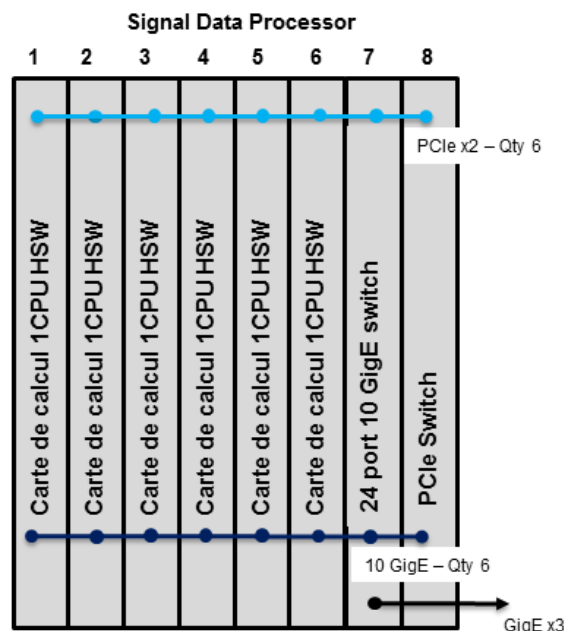 Signal Data Processor
1 2 3 4 5 6 7 8
PCIe x2 – Qty 6
Carte de calcul 1CPU HSW
Carte de calcul 1CPU HSW
Carte de calcul 1CPU HSW
Carte de calcul 1CPU HSW
Carte de calcul 1CPU HSW
Carte de calcul 1CPU HSW
24 port 10 GigE switch
PCIe Switch
10 GigE – Qty 6
GigE x3